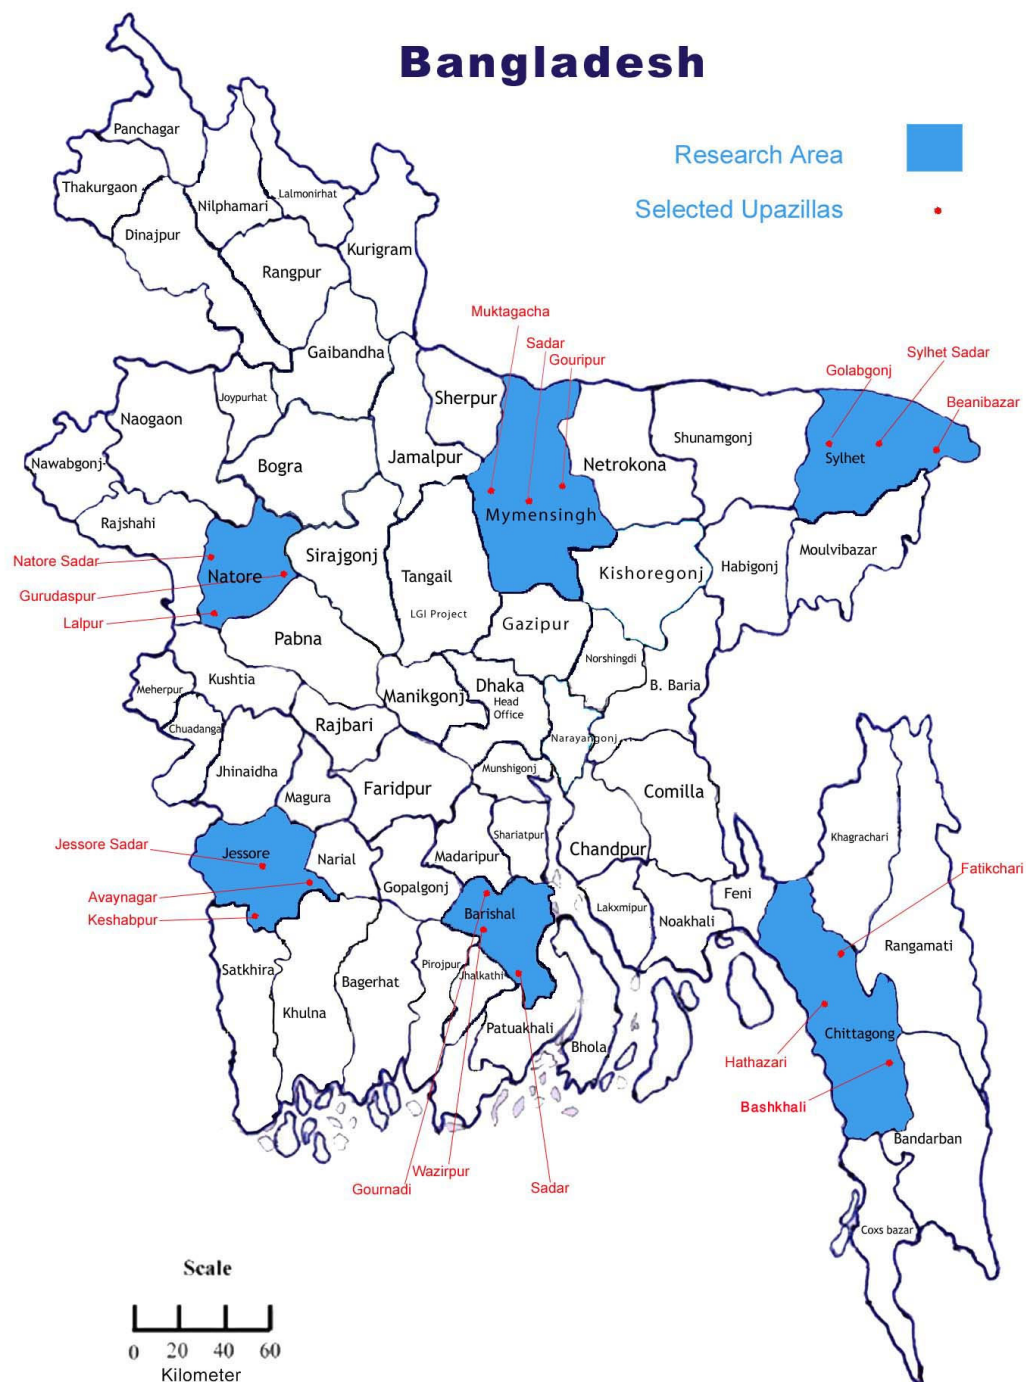 Bangladesh
Research Area
Selected Upazillas
Panchagar
Thakurgaon
Nilphamari
Lalmonirhat
Dinajpur
Kurigram
Rangpur
Gaibandha
Muktagacha
Sadar
Gouripur
Golabgonj
Sylhet Sadar
Beanibazar
Joypurhat
Sherpur
Naogaon
Shunamgonj
Nawabgonj
Bogra
Jamalpur
Netrokona
Sylhet
Rajshahi
Mymensingh
Natore Sadar
Sirajgonj
Moulvibazar
Natore
Tangail
Kishoregonj
Habigonj
Gurudaspur
LGI Project
Lalpur
Gazipur
Pabna
Norshingdi
Kushtia
Meherpur
Manikgonj
Dhaka
Head
Office
B. Baria
Chuadanga
Rajbari
Narayangonj
Jhinaidha
Munshigonj
Magura
Faridpur
Comilla
Shariatpur
Khagrachari
Jessore Sadar
Jessore
Narial
Madaripur
Chandpur
Fatikchari
Avaynagar
Gopalgonj
Feni
Keshabpur
Barishal
Lakxmipur
Noakhali
Rangamati
Satkhira
Pirojpur
Jhalkathi
Bagerhat
Khulna
Patuakhali
Chittagong
Bhola
Hathazari
Bashkhali
Bandarban
Wazirpur
Gournadi
Sadar
Coxs bazar
Scale
0 20 40 60
Kilometer